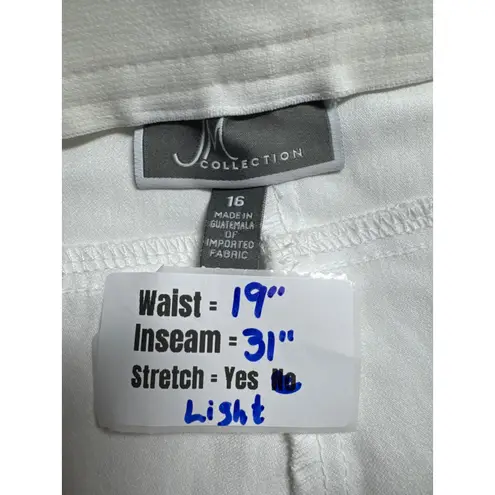 JM
COLLECTION
16
MADE IN
GUATEMALA
OF
IMPORTED
FABRIC
Waist = 19"
Inseam = 31"
Stretch = Yes No
Light